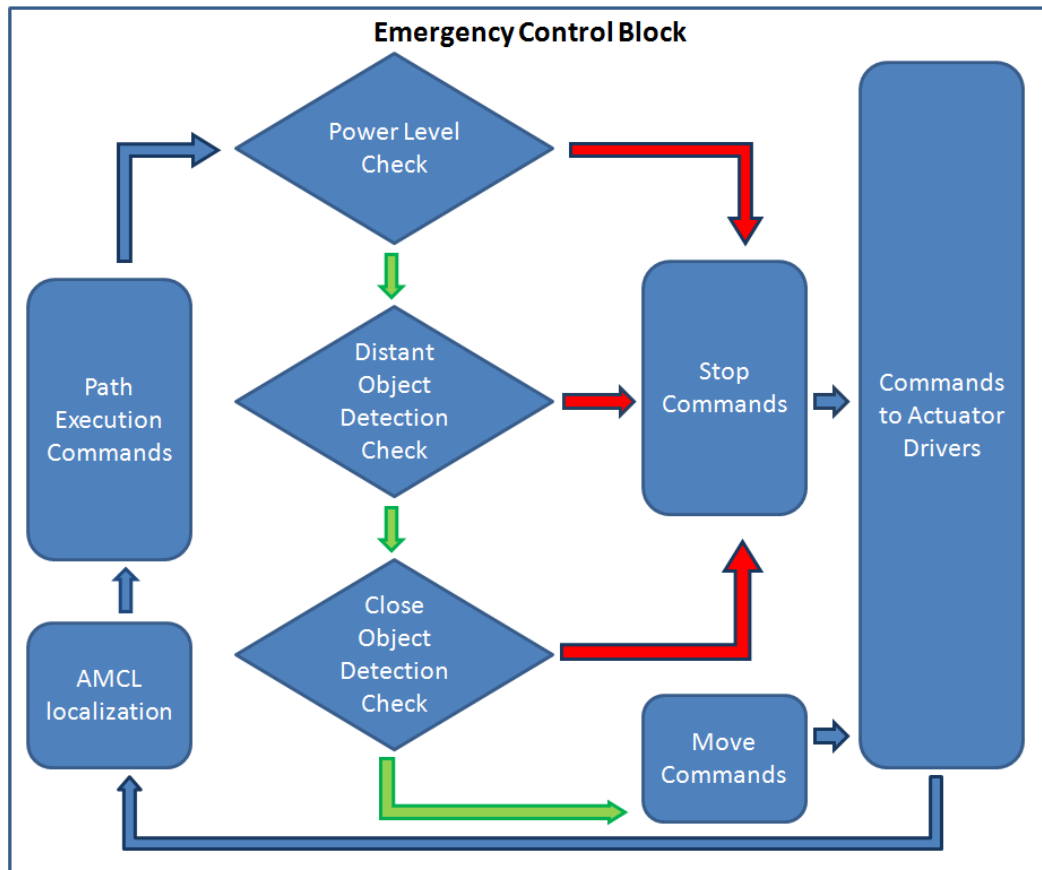 Emergency Control Block
Power Level
Check
Path
Execution
Commands
Distant
Object
Detection
Check
Stop
Commands
Commands
to Actuator
Drivers
Close
Object
Detection
Check
AMCL
localization
Move
Commands